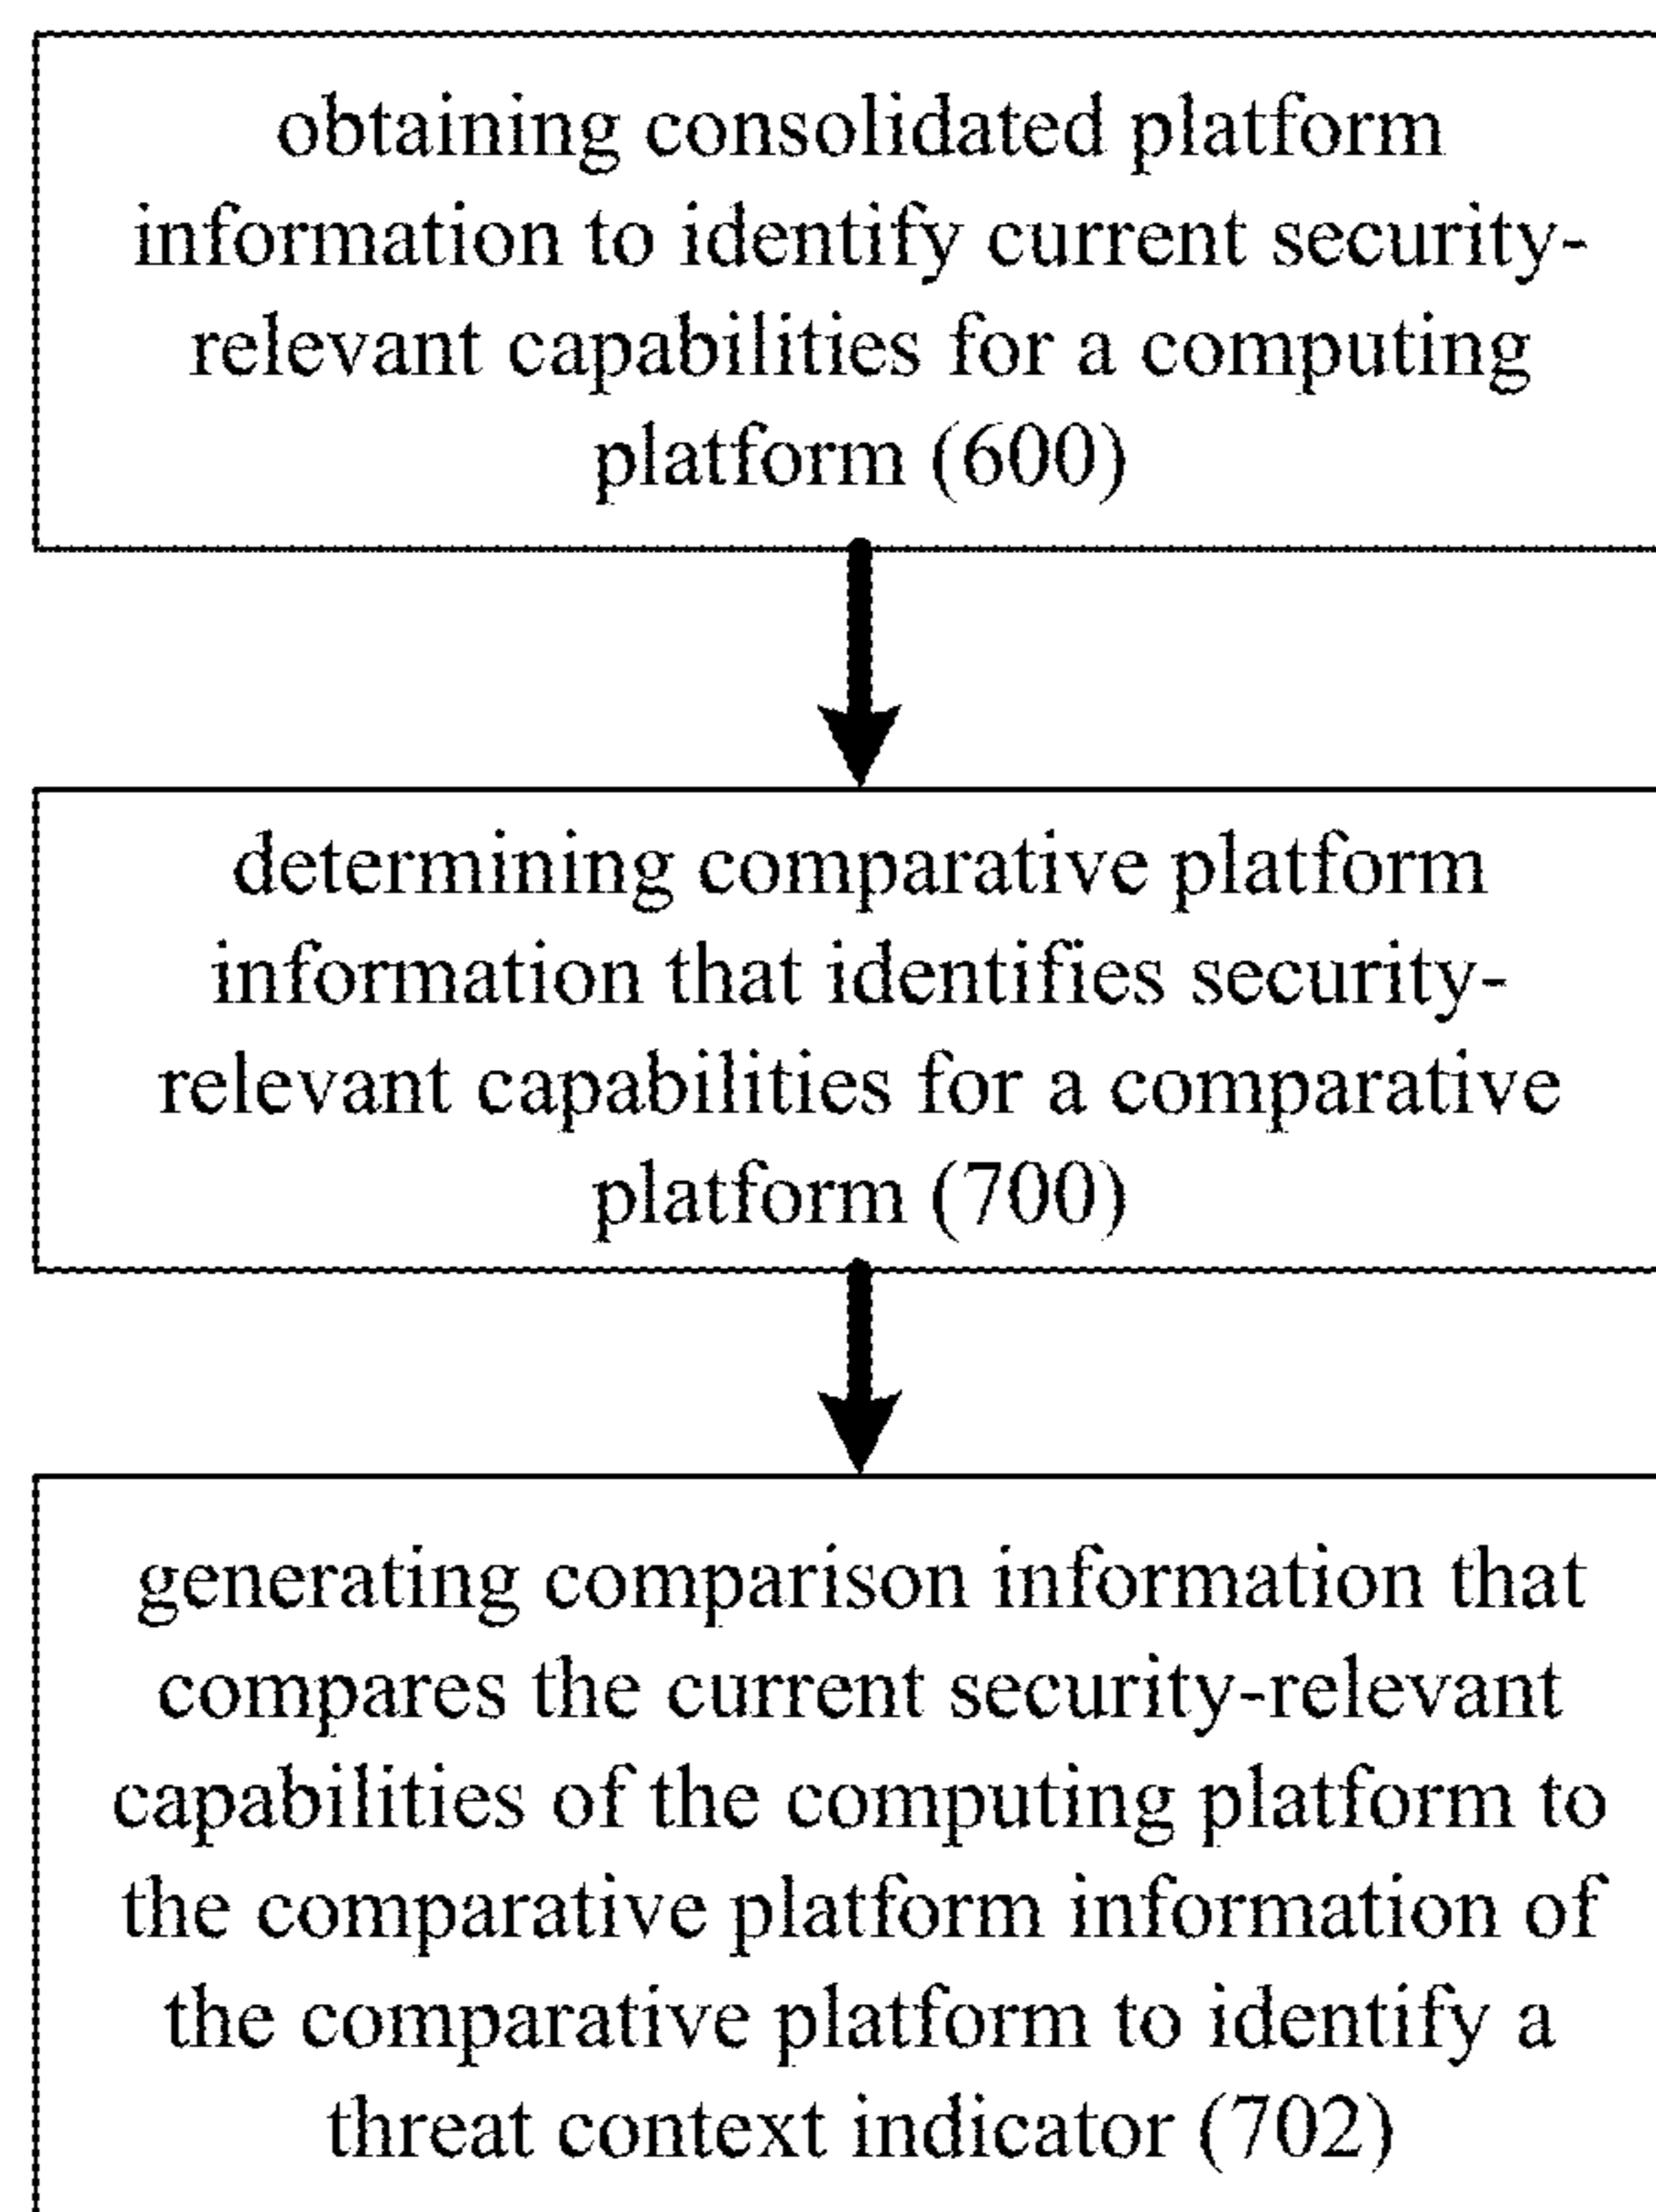 obtaining consolidated platform
information to identify current security-
relevant capabilities for a computing
platform (600)
determining comparative platform
information that identifies security-
relevant capabilities for a comparative
platform (700)
generating comparison information that
compares the current security-relevant
capabilities of the computing platform to
the comparative platform information of
the comparative platform to identify a
threat context indicator (702)